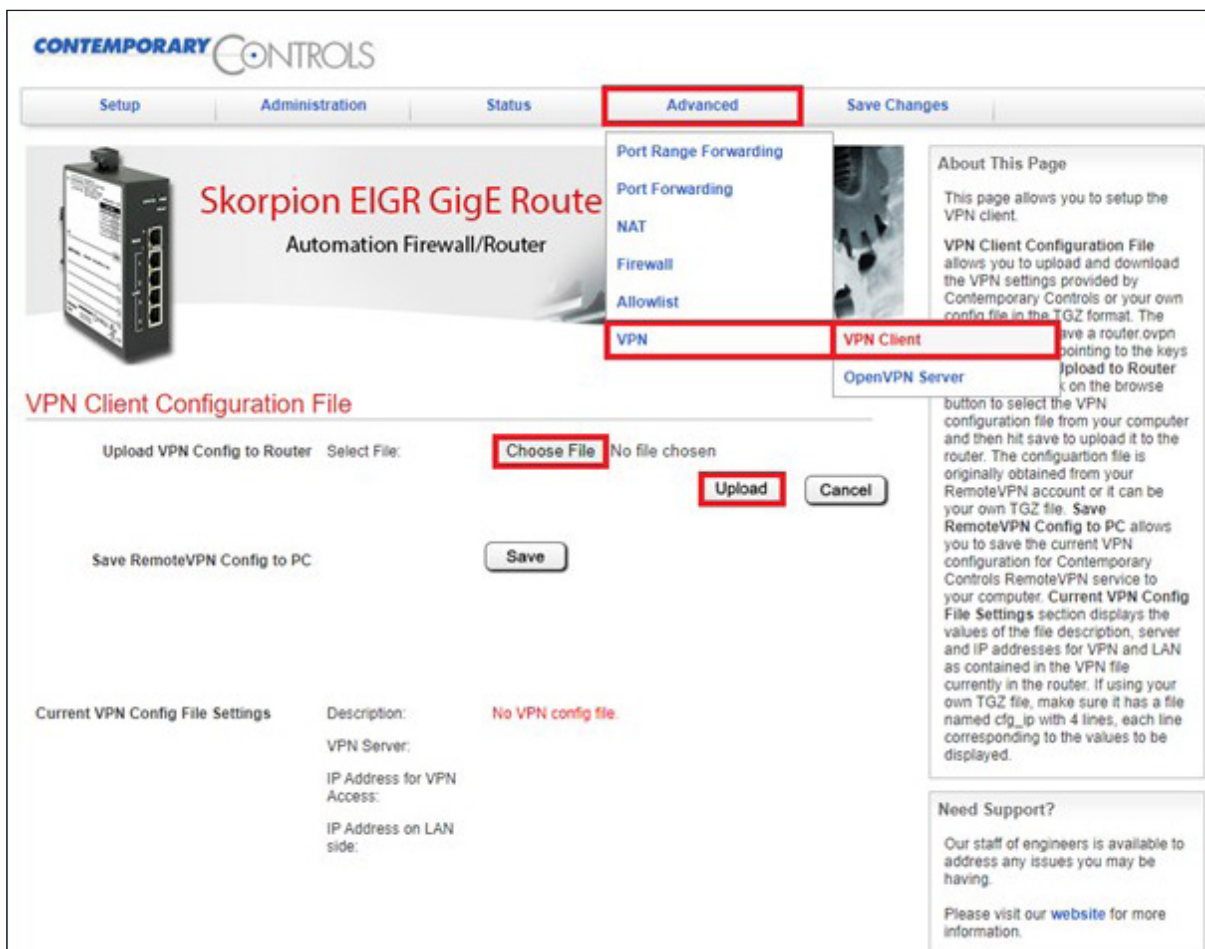 CONTEMPORARY CONTROLS
Setup
Administration
Status
Advanced
Save Changes
Port Range Forwarding
Port Forwarding
NAT
Firewall
Allowlist
VPN
VPN Client
OpenVPN Server
Skorpion EIGR GigE Route
Automation Firewall/Router
VPN Client Configuration File
Upload VPN Config to Router Select File: Choose File No file chosen
Upload Cancel
Save RemoteVPN Config to PC Save
Current VPN Config File Settings Description: No VPN config file.
VPN Server:
IP Address for VPN
Access:
IP Address on LAN
side:
About This Page
This page allows you to setup the
VPN client.
VPN Client Configuration File
allows you to upload and download
the VPN settings provided by
Contemporary Controls or your own
config file in the TGZ format. The
ave a router.ovpn
pointing to the keys
Upload to Router
k on the browse
button to select the VPN
configuration file from your computer
and then hit save to upload it to the
router. The configuartion file is
originally obtained from your
RemoteVPN account or it can be
your own TGZ file. Save
RemoteVPN Config to PC allows
you to save the current VPN
configuration for Contemporary
Controls RemoteVPN service to
your computer. Current VPN Config
File Settings section displays the
values of the file description, server
and IP addresses for VPN and LAN
as contained in the VPN file
currently in the router. If using your
own TGZ file, make sure it has a file
named cfg_ip with 4 lines, each line
corresponding to the values to be
displayed.
Need Support?
Our staff of engineers is available to
address any issues you may be
having.
Please visit our website for more
information.